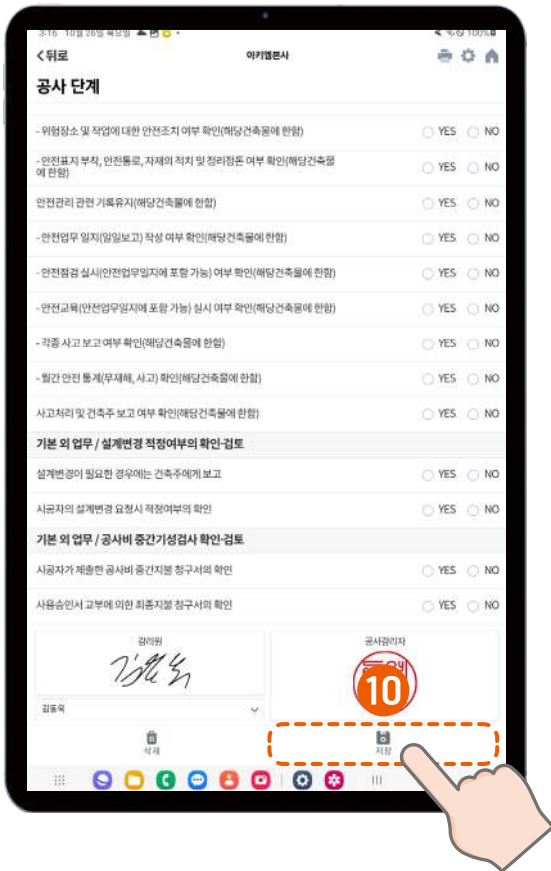 3:16 10월 26일 목요일
100%
뒤로
아키엠본사
공사 단계
- 위험장소 및 작업에 대한 안전조치 여부 확인(해당건축물에 한함)
YES NO
- 안전표지 부착, 안전통로, 자재의 적치 및 정리정돈 여부 확인(해당건축물
에 한함)
YES NO
안전관리 관련 기록유지(해당건축물에 한함)
YES NO
- 안전업무 일지(일일보고) 작성 여부 확인(해당건축물에 한함)
YES NO
- 안전점검 실시(안전업무일지에 포함 가능) 여부 확인(해당건축물에 한함)
YES NO
- 안전교육(안전업무일지에 포함 가능) 실시 여부 확인(해당건축물에 한함)
YES NO
- 각종 사고 보고 여부 확인(해당건축물에 한함)
YES NO
- 월간 안전 통계(무재해, 사고) 확인(해당건축물에 한함)
YES NO
사고처리 및 건축주 보고 여부 확인(해당건축물에 한함)
YES NO
기본 외 업무 / 설계변경 적정여부의 확인·검토
설계변경이 필요한 경우에는 건축주에게 보고
YES NO
시공자의 설계변경 요청시 적정여부의 확인
YES NO
기본 외 업무 / 공사비 중간기성검사 확인·검토
시공자가 제출한 공사비 중간지불 청구서의 확인
YES NO
사용승인서 교부에 의한 최종지불 청구서의 확인
YES NO
감리원
공사감리자
10
김동욱
삭제
저장